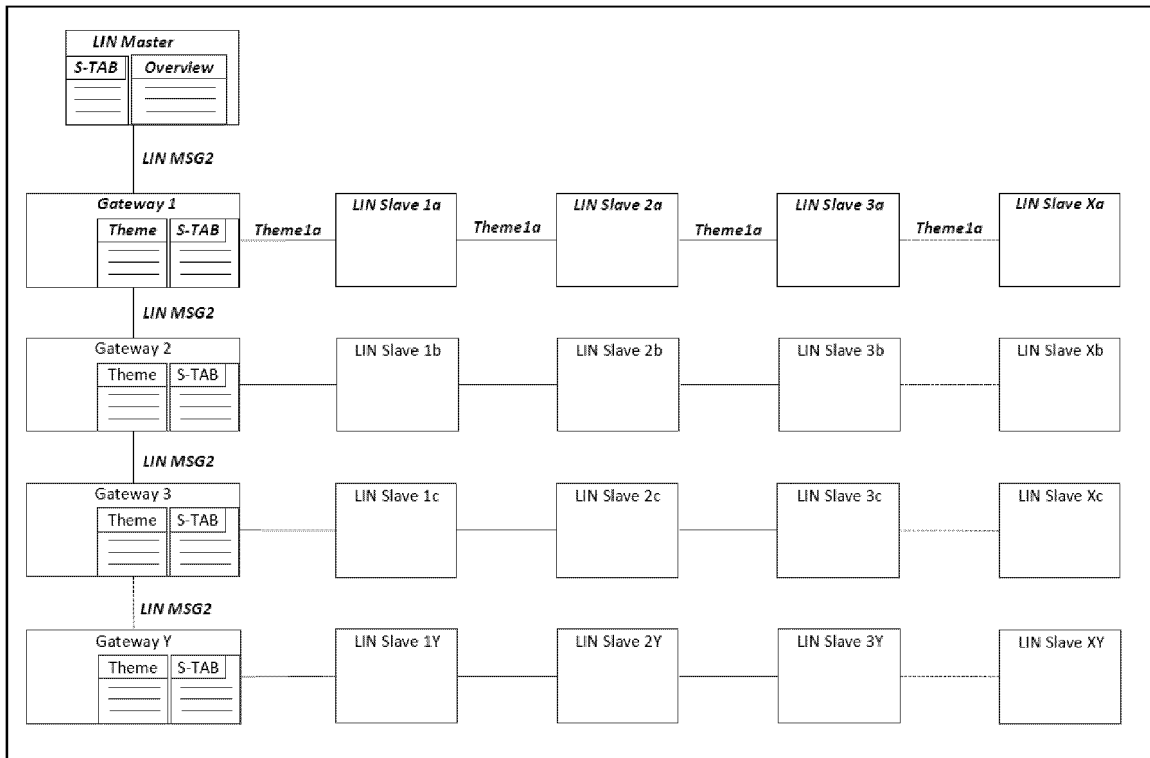 LIN Master
S-TAB Overview
LIN MSG2
Gateway 1 LIN Slave 1a LIN Slave 2a LIN Slave 3a LIN Slave Xa
Theme S-TAB Theme1a Theme1a Theme1a Theme1a
LIN MSG2
Gateway 2 LIN Slave 1b LIN Slave 2b LIN Slave 3b LIN Slave Xb
Theme S-TAB
LIN MSG2
Gateway 3 LIN Slave 1c LIN Slave 2c LIN Slave 3c LIN Slave Xc
Theme S-TAB
LIN MSG2
Gateway Y LIN Slave 1Y LIN Slave 2Y LIN Slave 3Y LIN Slave XY
Theme S-TAB